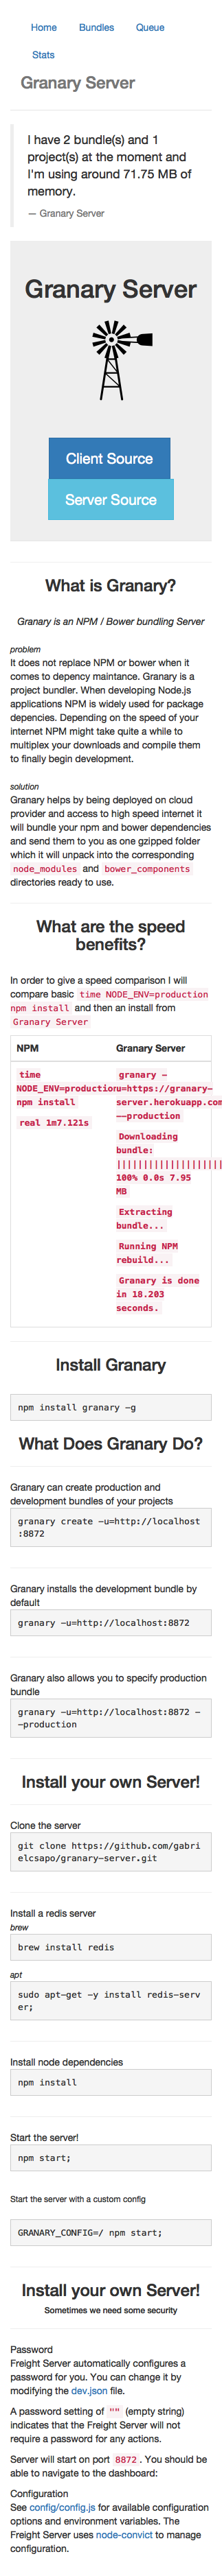 Home Bundles Queue
Stats
Granary Server
I have 2 bundle(s) and 1
project(s) at the moment and
I'm using around 71.75 MB of
memory.
— Granary Server
Granary Server
Client Source
Server Source
What is Granary?
Granary is an NPM / Bower bundling Server
problem
It does not replace NPM or bower when it
comes to depency maintance. Granary is a
project bundler. When developing Node.js
applications NPM is widely used for package
depencies. Depending on the speed of your
internet NPM might take quite a while to
multiplex your downloads and compile them
to finally begin development.
solution
Granary helps by being deployed on cloud
provider and access to high speed internet it
will bundle your npm and bower dependencies
and send them to you as one gzipped folder
which it will unpack into the corresponding
node_modules and bower_components
directories ready to use.
What are the speed
benefits?
In order to give a speed comparison I will
compare basic time NODE_ENV=production
npm install and then an install from
Granary Server
NPM Granary Server
time granary -
NODE_ENV=production u=https://granary-
npm install server.herokuapp.com
--production
real 1m7.121s
Downloading
bundle:
||||||||||||||||||||
100% 0.0s 7.95
MB
Extracting
bundle...
Running NPM
rebuild...
Granary is done
in 18.203
seconds.
Install Granary
npm install granary -g
What Does Granary Do?
Granary can create production and
development bundles of your projects
granary create -u=http://localhost
:8872
Granary installs the development bundle by
default
granary -u=http://localhost:8872
Granary also allows you to specify production
bundle
granary -u=http://localhost:8872 -
-production
Install your own Server!
Clone the server
git clone https://github.com/gabri
elcsapo/granary-server.git
Install a redis server
brew
brew install redis
apt
sudo apt-get -y install redis-serv
er;
Install node dependencies
npm install
Start the server!
npm start;
Start the server with a custom config
GRANARY_CONFIG=/ npm start;
Install your own Server!
Sometimes we need some security
Password
Freight Server automatically configures a
password for you. You can change it by
modifying the dev.json file.
A password setting of "" (empty string)
indicates that the Freight Server will not
require a password for any actions.
Server will start on port 8872 . You should be
able to navigate to the dashboard:
Configuration
See config/config.js for available configuration
options and environment variables. The
Freight Server uses node-convict to manage
configuration.